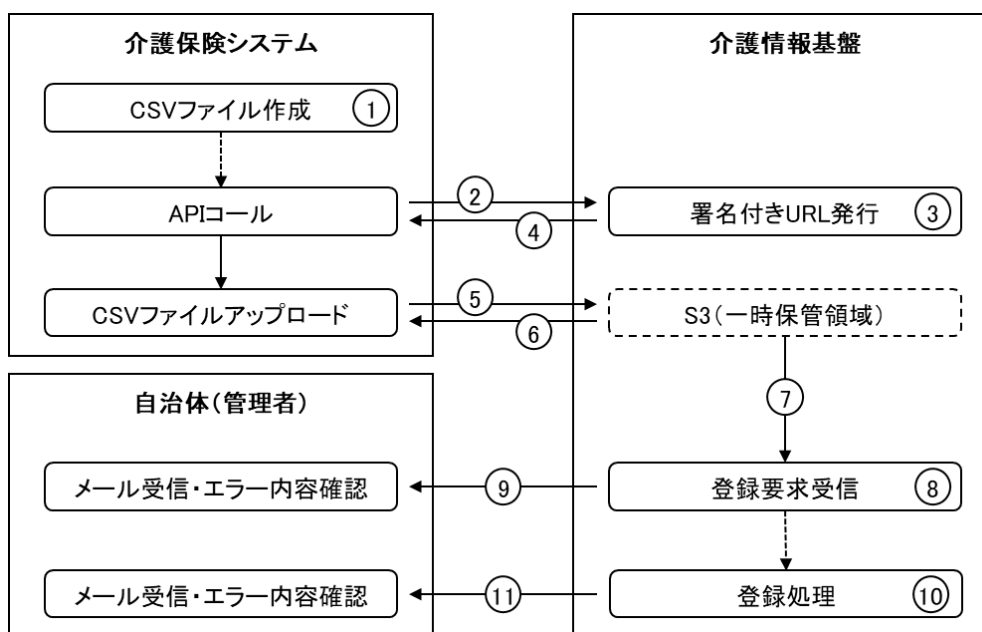 介護保険システム
介護情報基盤
CSVファイル作成
①
APIコール
②
④
署名付きURL発行
③
CSVファイルアップロード
⑤
⑥
S3（一時保管領域）
⑦
自治体（管理者）
メール受信・エラー内容確認
⑨
登録要求受信
⑧
メール受信・エラー内容確認
⑪
登録処理
⑩